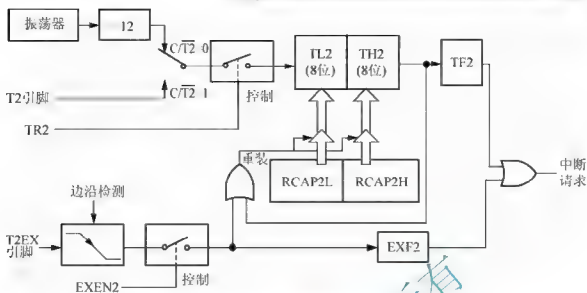 振荡器
12
C/T2=0
TL2
(8位)
TH2
(8位)
TF2
T2引脚
C/T2=1
控制
TR2
重装
RCAP2L
RCAP2H
中断
请求
边沿检测
T2EX
引脚
EXF2
控制
EXEN2